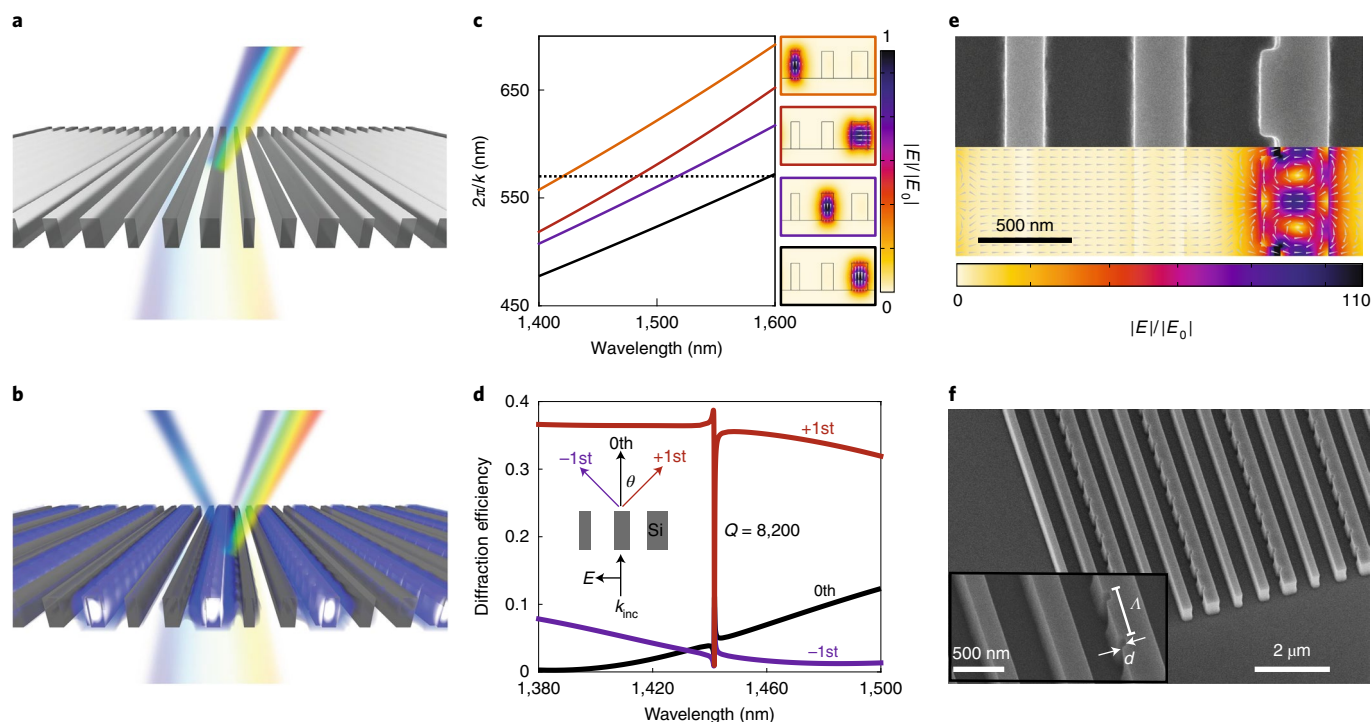 a
b
c
2π/k (nm)
650
550
450
1,400
1,500
1,600
Wavelength (nm)
1
|E|/|E₀|
0
d
Diffraction efficiency
0.4
0.3
0.2
0.1
0
1,380
1,420
1,460
1,500
Wavelength (nm)
+1st
0th
–1st
θ
+1st
Si
Q = 8,200
E
k_inc
0th
–1st
e
500 nm
0
110
|E|/|E₀|
f
Λ
d
500 nm
2 μm